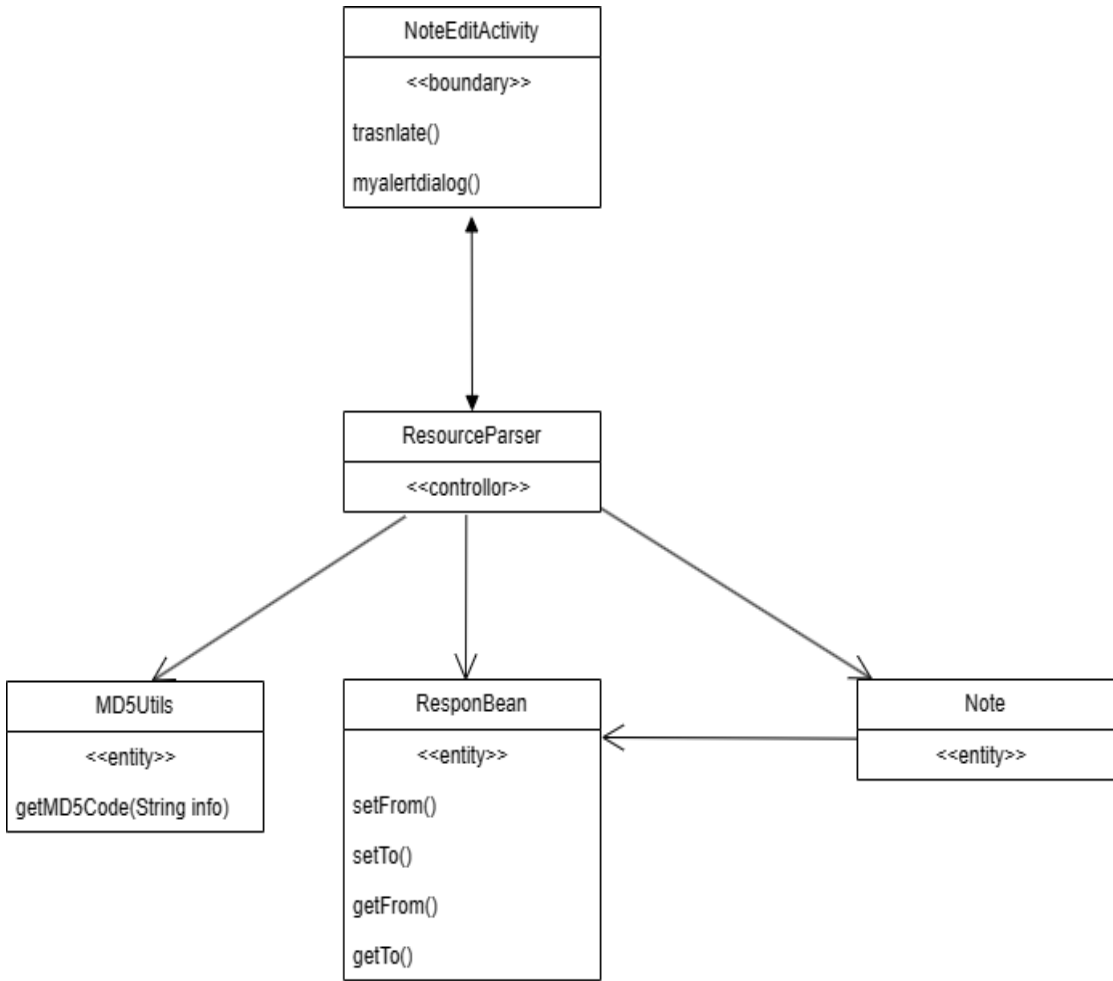 NoteEditActivity
<<boundary>>
trasnlate()
myalertdialog()
ResourceParser
<<controllor>>
MD5Utils
<<entity>>
getMD5Code(String info)
ResponBean
<<entity>>
setFrom()
setTo()
getFrom()
getTo()
Note
<<entity>>